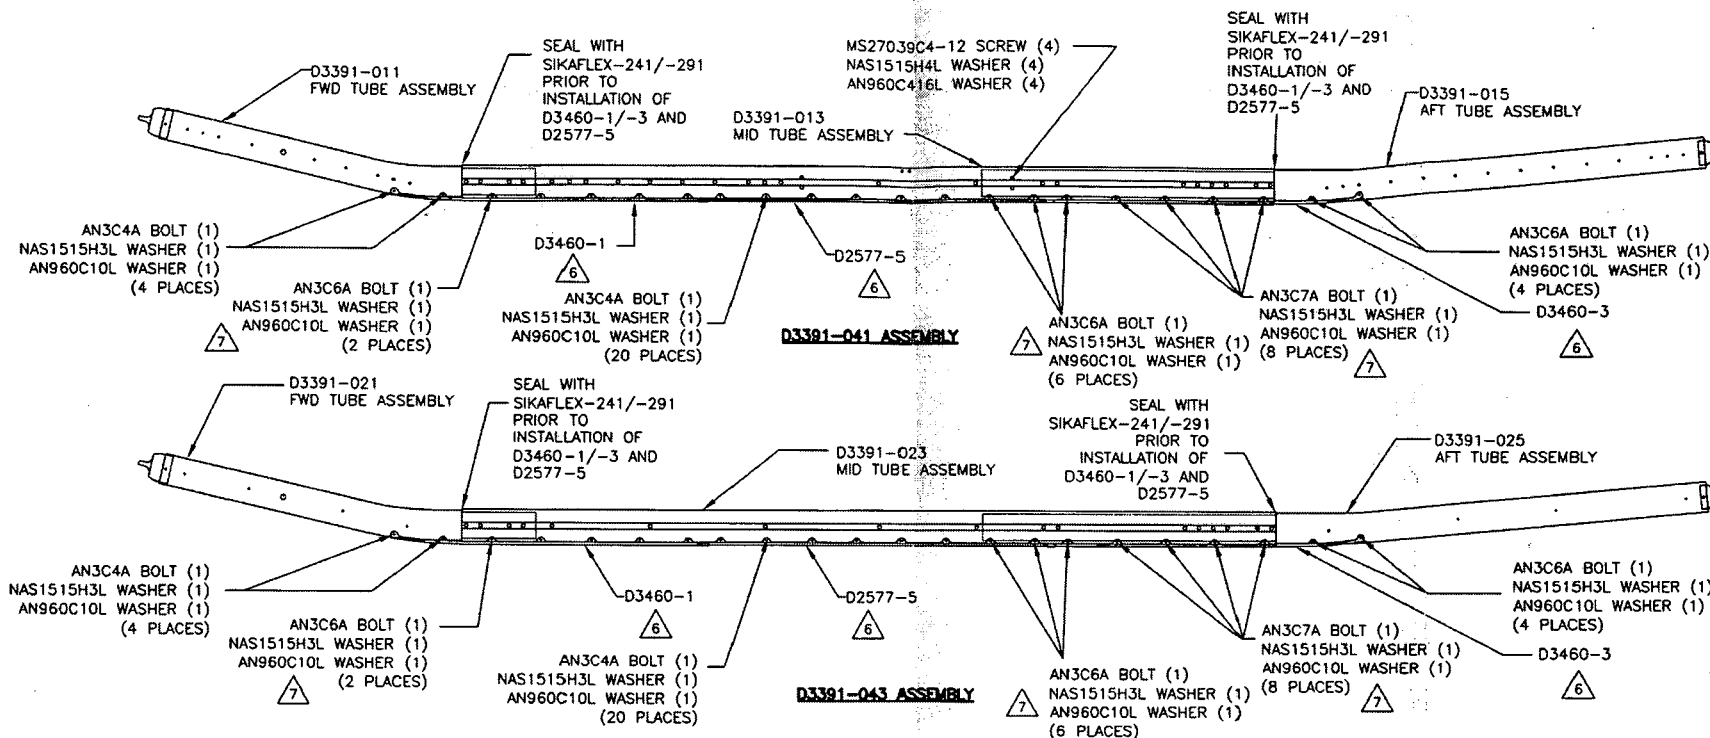 D3391-011
FWD TUBE ASSEMBLY
SEAL WITH
SIKAFLEX-241/-291
PRIOR TO
INSTALLATION OF
D3460-1/-3 AND
D2577-5
D3391-013
MID TUBE ASSEMBLY
MS27039C4-12 SCREW (4)
NAS1515H4L WASHER (4)
AN960C416L WASHER (4)
SEAL WITH
SIKAFLEX-241/-291
PRIOR TO
INSTALLATION OF
D3460-1/-3 AND
D2577-5
D3391-015
AFT TUBE ASSEMBLY
AN3C4A BOLT (1)
NAS1515H3L WASHER (1)
AN960C10L WASHER (1)
(4 PLACES)
AN3C6A BOLT (1)
NAS1515H3L WASHER (1)
AN960C10L WASHER (1)
(2 PLACES)
7
D3460-1
6
AN3C4A BOLT (1)
NAS1515H3L WASHER (1)
AN960C10L WASHER (1)
(20 PLACES)
D2577-5
6
D3391-041 ASSEMBLY
7
AN3C6A BOLT (1)
NAS1515H3L WASHER (1)
AN960C10L WASHER (1)
(6 PLACES)
AN3C7A BOLT (1)
NAS1515H3L WASHER (1)
AN960C10L WASHER (1)
(8 PLACES)
7
AN3C6A BOLT (1)
NAS1515H3L WASHER (1)
AN960C10L WASHER (1)
(4 PLACES)
D3460-3
6
D3391-021
FWD TUBE ASSEMBLY
SEAL WITH
SIKAFLEX-241/-291
PRIOR TO
INSTALLATION OF
D3460-1/-3 AND
D2577-5
D3391-023
MID TUBE ASSEMBLY
SEAL WITH
SIKAFLEX-241/-291
PRIOR TO
INSTALLATION OF
D3460-1/-3 AND
D2577-5
D3391-025
AFT TUBE ASSEMBLY
AN3C4A BOLT (1)
NAS1515H3L WASHER (1)
AN960C10L WASHER (1)
(4 PLACES)
AN3C6A BOLT (1)
NAS1515H3L WASHER (1)
AN960C10L WASHER (1)
(2 PLACES)
7
D3460-1
6
AN3C4A BOLT (1)
NAS1515H3L WASHER (1)
AN960C10L WASHER (1)
(20 PLACES)
D2577-5
6
D3391-043 ASSEMBLY
7
AN3C6A BOLT (1)
NAS1515H3L WASHER (1)
AN960C10L WASHER (1)
(6 PLACES)
AN3C7A BOLT (1)
NAS1515H3L WASHER (1)
AN960C10L WASHER (1)
(8 PLACES)
7
AN3C6A BOLT (1)
NAS1515H3L WASHER (1)
AN960C10L WASHER (1)
(4 PLACES)
D3460-3
6